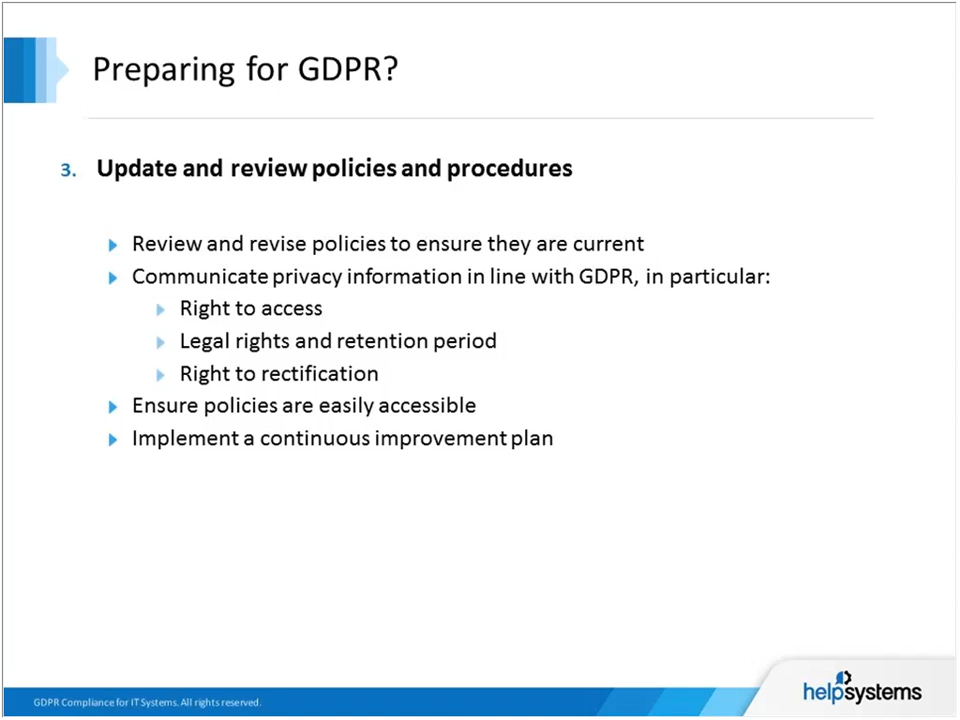 Preparing for GDPR?
3. Update and review policies and procedures
Review and revise policies to ensure they are current
Communicate privacy information in line with GDPR, in particular:
Right to access
Legal rights and retention period
Right to rectification
Ensure policies are easily accessible
Implement a continuous improvement plan
GDPR Compliance for IT Systems. All rights reserved.
helpsystems